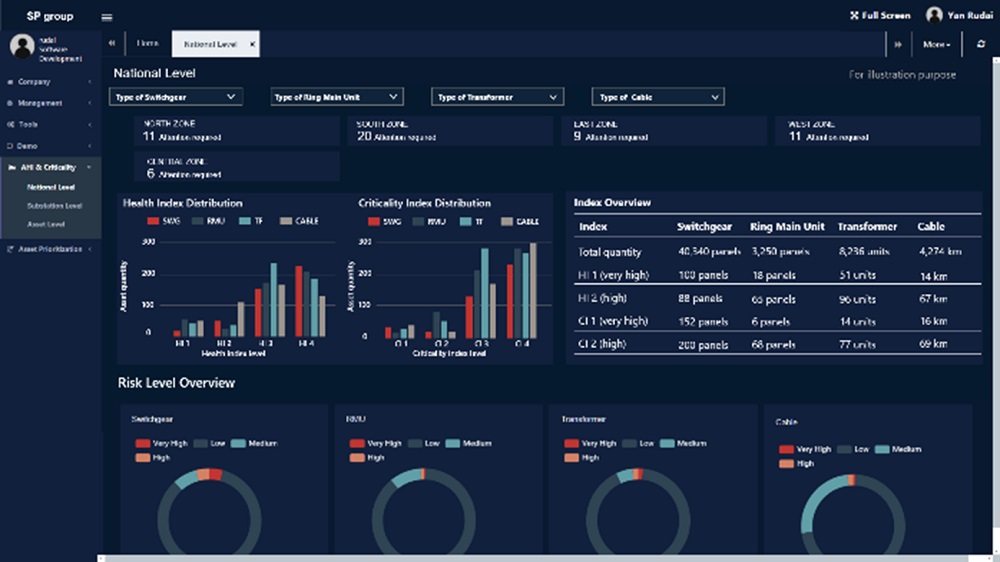 SP group
Full Screen
Yan Rudai
rudai
Software
Development
Home
National Level
More
Company
Management
Tools
Demo
AHI & Criticality
National Level
Substation Level
Asset Level
Asset Prioritization
National Level
For illustration purpose
Type of Switchgear
Type of Ring Main Unit
Type of Transformer
Type of Cable
NORTH ZONE
11 Attention required
SOUTH ZONE
20 Attention required
EAST ZONE
9 Attention required
WEST ZONE
11 Attention required
CENTRAL ZONE
6 Attention required
Health Index Distribution
SWG RMU TF CABLE
300
200
100
0
Asset quantity
HI 1 HI 2 HI 3 HI 4
Health index level
Criticality Index Distribution
SWG RMU TF CABLE
300
200
100
0
Asset quantity
CI 1 CI 2 CI 3 CI 4
Criticality index level
Index Overview
Index Switchgear Ring Main Unit Transformer Cable
Total quantity 40,340 panels 3,250 panels 8,236 units 4,274 km
HI 1 (very high) 100 panels 18 panels 51 units 14 km
HI 2 (high) 88 panels 65 panels 96 units 67 km
CI 1 (very high) 152 panels 6 panels 14 units 16 km
CI 2 (high) 200 panels 68 panels 77 units 69 km
Risk Level Overview
Switchgear
Very High Low Medium
High
RMU
Very High Low Medium
High
Transformer
Very High Low Medium
High
Cable
Very High Low Medium
High